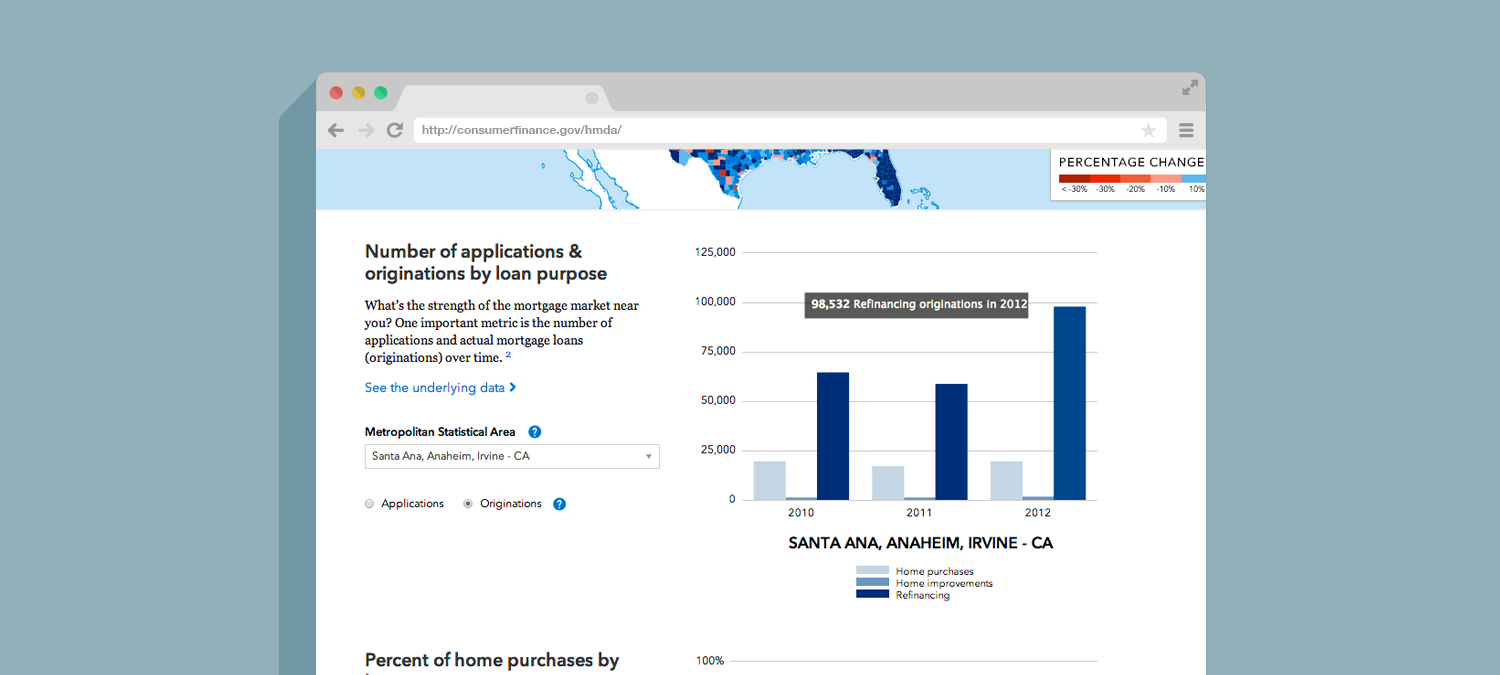 http://consumerfinance.gov/hmda/
PERCENTAGE CHANGE
< -30% -30% -20% -10% 10%
Number of applications &
originations by loan purpose
What's the strength of the mortgage market near
you? One important metric is the number of
applications and actual mortgage loans
(originations) over time. 2
See the underlying data
Metropolitan Statistical Area ?
Santa Ana, Anaheim, Irvine - CA
Applications Originations ?
125,000
100,000
98,532 Refinancing originations in 2012
75,000
50,000
25,000
0
2010 2011 2012
SANTA ANA, ANAHEIM, IRVINE - CA
Home purchases
Home improvements
Refinancing
Percent of home purchases by
100%